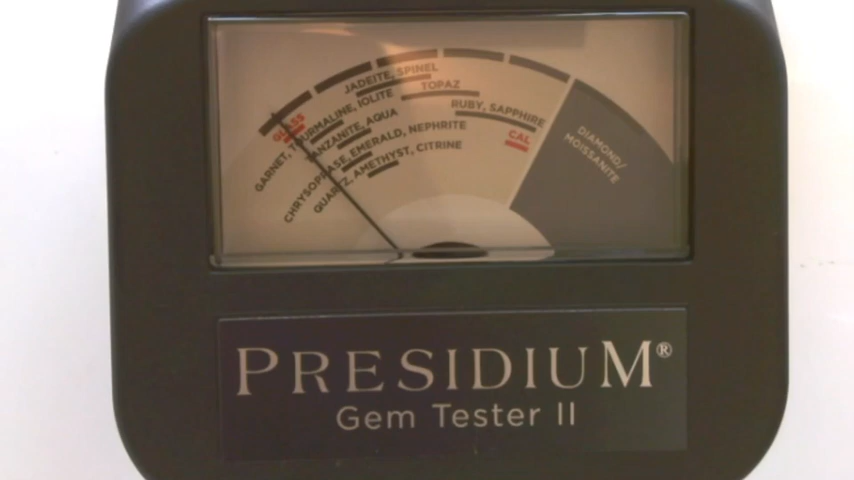 JADEITE, SPINEL
TOPAZ
GLASS
GARNET, TOURMALINE, IOLITE
RUBY, SAPPHIRE
TANZANITE, AQUA
CAL
CHRYSOPRASE, EMERALD, NEPHRITE
QUARTZ, AMETHYST, CITRINE
DIAMOND/
MOISSANITE
PRESIDIUM®
Gem Tester II